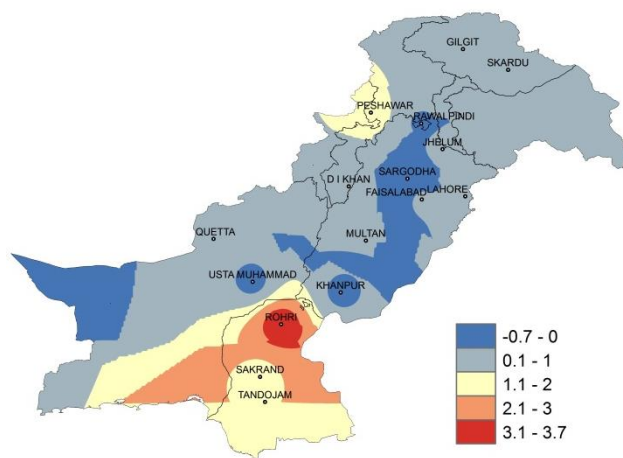 GILGIT
SKARDU
PESHAWAR
RAWALPINDI
JHELUM
D I KHAN
SARGODHA
FAISALABAD
LAHORE
QUETTA
MULTAN
USTA MUHAMMAD
KHANPUR
ROHRI
SAKRAND
TANDOJAM
-0.7 - 0
0.1 - 1
1.1 - 2
2.1 - 3
3.1 - 3.7